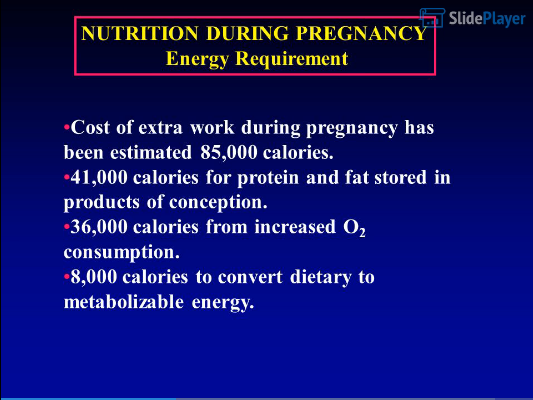 SlidePlayer
NUTRITION DURING PREGNANCY
Energy Requirement
•Cost of extra work during pregnancy has
been estimated 85,000 calories.
•41,000 calories for protein and fat stored in
products of conception.
•36,000 calories from increased O₂
consumption.
•8,000 calories to convert dietary to
metabolizable energy.